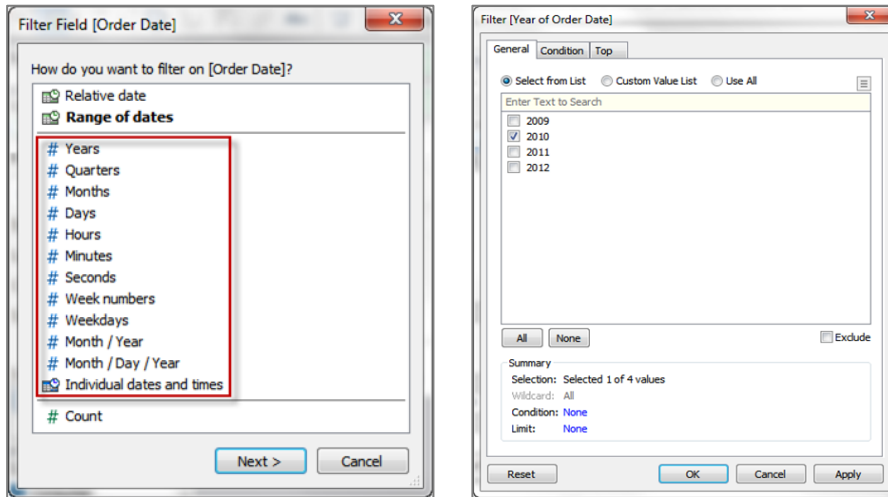 Filter Field [Order Date]
How do you want to filter on [Order Date]?
Relative date
Range of dates
# Years
# Quarters
# Months
# Days
# Hours
# Minutes
# Seconds
# Week numbers
# Weekdays
# Month / Year
# Month / Day / Year
Individual dates and times
# Count
Next >
Cancel
Filter [Year of Order Date]
General Condition Top
Select from List Custom Value List Use All
Enter Text to Search
2009
2010
2011
2012
All None Exclude
Summary
Selection: Selected 1 of 4 values
Wildcard: All
Condition: None
Limit: None
Reset OK Cancel Apply